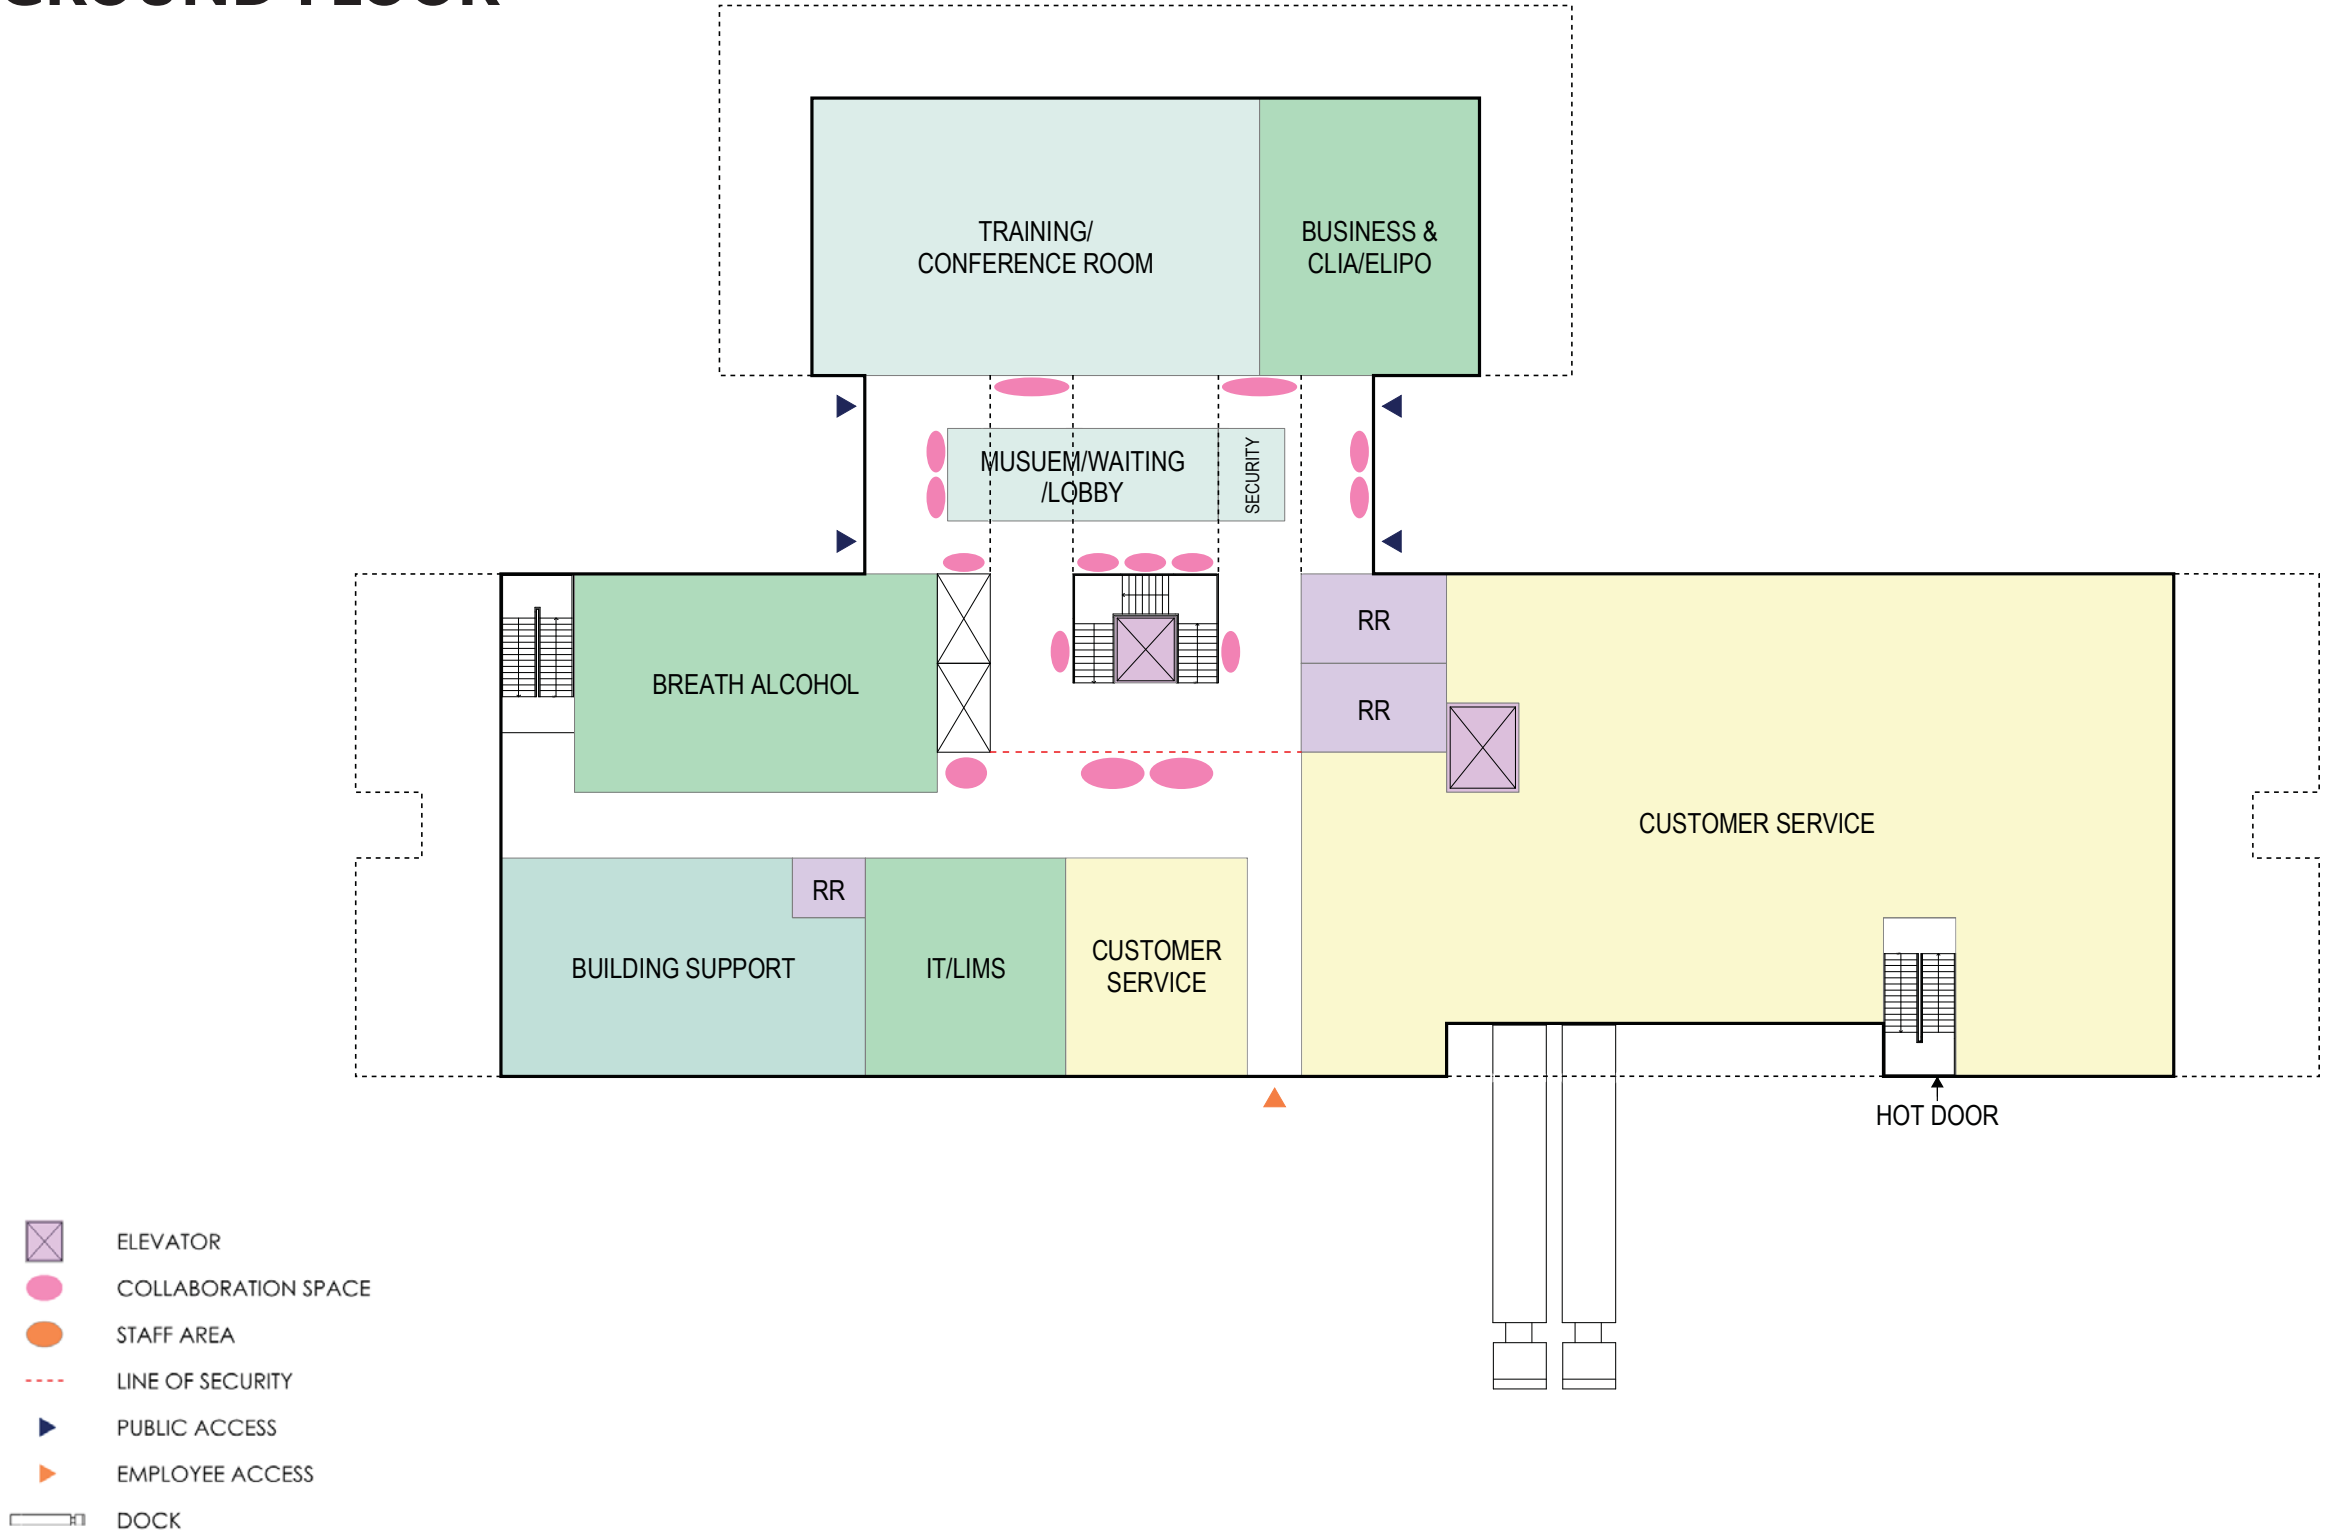 GROUND FLOOR
TRAINING/
CONFERENCE ROOM
BUSINESS &
CLIA/ELIPO
MUSUEM/WAITING
/LOBBY
SECURITY
RR
BREATH ALCOHOL
RR
CUSTOMER SERVICE
RR
BUILDING SUPPORT
IT/LIMS
CUSTOMER
SERVICE
HOT DOOR
ELEVATOR
COLLABORATION SPACE
STAFF AREA
LINE OF SECURITY
PUBLIC ACCESS
EMPLOYEE ACCESS
DOCK